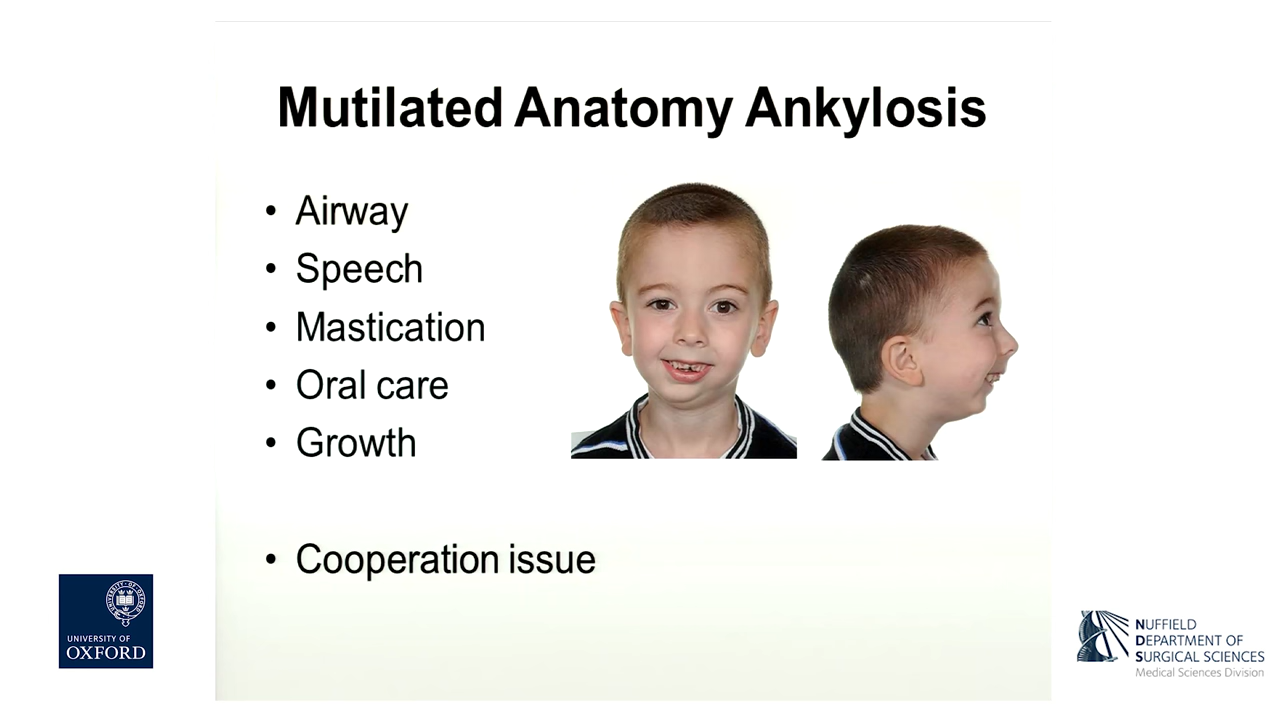 Mutilated Anatomy Ankylosis
• Airway
• Speech
• Mastication
• Oral care
• Growth
• Cooperation issue
UNIVERSITY OF
OXFORD
NUFFIELD
DEPARTMENT OF
SURGICAL SCIENCES
Medical Sciences Division